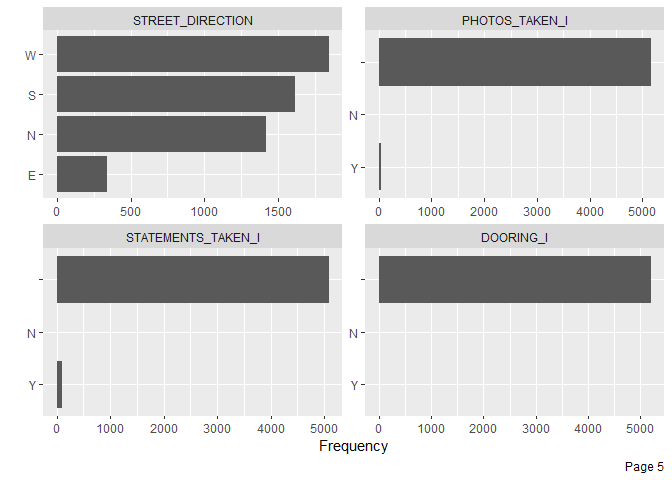 STREET_DIRECTION PHOTOS_TAKEN_I
W
S
N
N
Y
E
0 500 1000 1500 0 1000 2000 3000 4000 5000
STATEMENTS_TAKEN_I DOORING_I
N N
Y Y
0 1000 2000 3000 4000 5000 0 1000 2000 3000 4000 5000
Frequency
Page 5